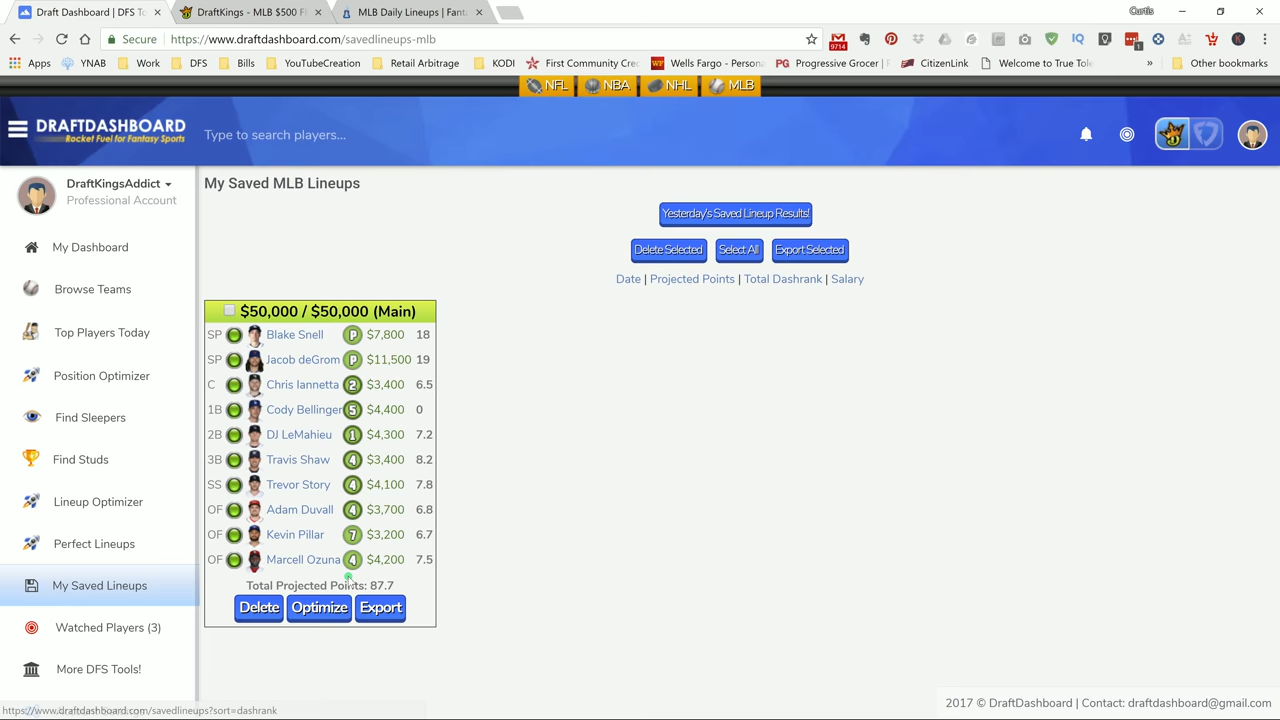 Draft Dashboard | DFS To
DraftKings - MLB $500 F
MLB Daily Lineups | Fant
Curtis
Secure
https://www.draftdashboard.com/savedlineups-mlb
9714
1
Apps YNAB Work DFS Bills YouTubeCreation Retail Arbitrage KODI First Community Cre Wells Fargo - Persona Progressive Grocer | CitizenLink Welcome to True Tol » Other bookmarks
NFL NBA NHL MLB
DRAFTDASHBOARD
Rocket Fuel for Fantasy Sports
Type to search players...
DraftKingsAddict
Professional Account
My Dashboard
Browse Teams
Top Players Today
Position Optimizer
Find Sleepers
Find Studs
Lineup Optimizer
Perfect Lineups
My Saved Lineups
Watched Players (3)
More DFS Tools!
My Saved MLB Lineups
Yesterday's Saved Lineup Results!
Delete Selected Select All Export Selected
Date | Projected Points | Total Dashrank | Salary
$50,000 / $50,000 (Main)
SP Blake Snell P $7,800 18
SP Jacob deGrom P $11,500 19
C Chris Iannetta 2 $3,400 6.5
1B Cody Bellinger 5 $4,400 0
2B DJ LeMahieu 1 $4,300 7.2
3B Travis Shaw 4 $3,400 8.2
SS Trevor Story 4 $4,100 7.8
OF Adam Duvall 4 $3,700 6.8
OF Kevin Pillar 7 $3,200 6.7
OF Marcell Ozuna 4 $4,200 7.5
Total Projected Points: 87.7
Delete Optimize Export
https://www.draftdashboard.com/savedlineups?sort=dashrank
2017 © DraftDashboard | Contact: draftdashboard@gmail.com